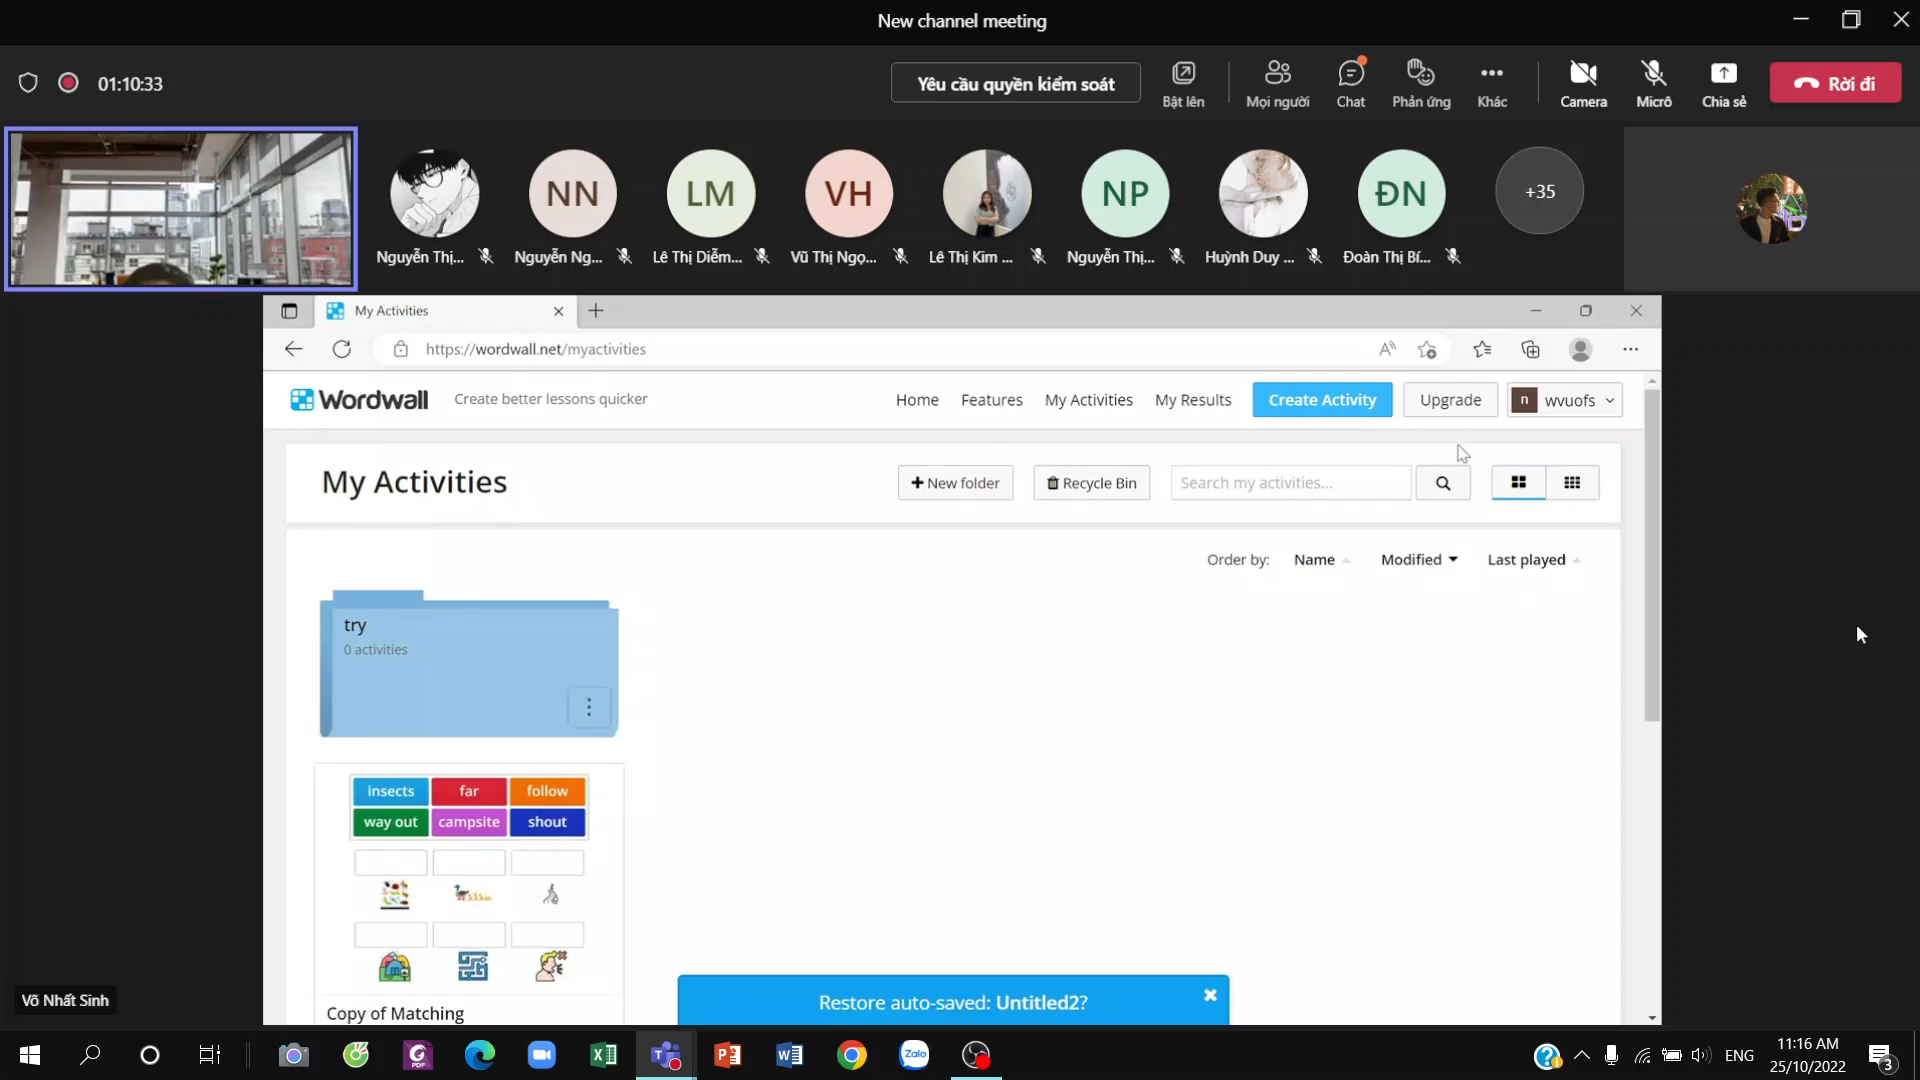 New channel meeting
01:10:33
Yêu cầu quyền kiểm soát
Bật lên
Mọi người
Chat
Phản ứng
Khác
Camera
Micrô
Chia sẻ
Rời đi
NN
LM
VH
NP
ĐN
+35
Nguyễn Thị...
Nguyễn Ng...
Lê Thị Diễm...
Vũ Thị Ngọ...
Lê Thị Kim ...
Nguyễn Thị...
Huỳnh Duy ...
Đoàn Thị Bí...
My Activities
https://wordwall.net/myactivities
Wordwall
Create better lessons quicker
Home
Features
My Activities
My Results
Create Activity
Upgrade
n
wvuofs
My Activities
New folder
Recycle Bin
Search my activities...
Order by:
Name
Modified
Last played
try
0 activities
insects
far
follow
way out
campsite
shout
Copy of Matching
Restore auto-saved: Untitled2?
Võ Nhất Sinh
PDF
Zalo
ENG
11:16 AM
25/10/2022
3